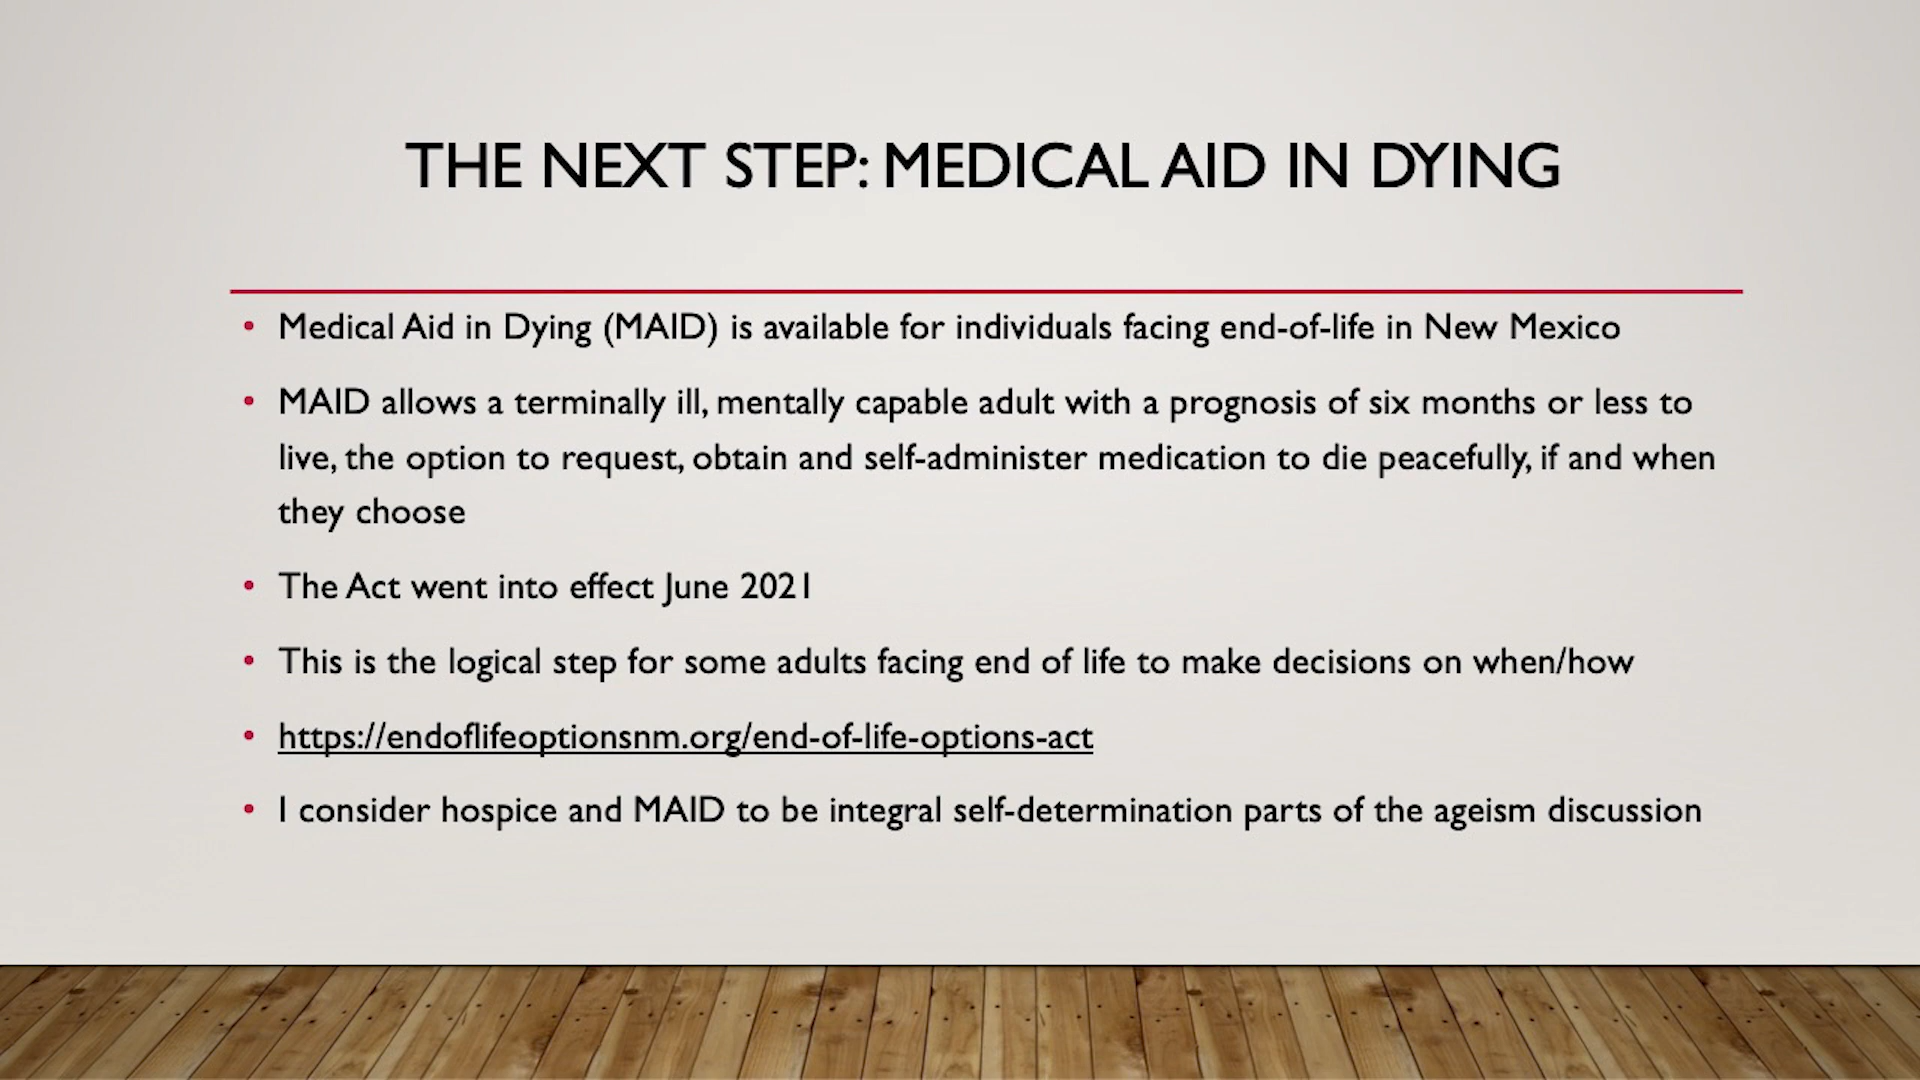 THE NEXT STEP: MEDICAL AID IN DYING
• Medical Aid in Dying (MAID) is available for individuals facing end-of-life in New Mexico
• MAID allows a terminally ill, mentally capable adult with a prognosis of six months or less to
live, the option to request, obtain and self-administer medication to die peacefully, if and when
they choose
• The Act went into effect June 2021
• This is the logical step for some adults facing end of life to make decisions on when/how
• https://endoflifeoptionsnm.org/end-of-life-options-act
• I consider hospice and MAID to be integral self-determination parts of the ageism discussion